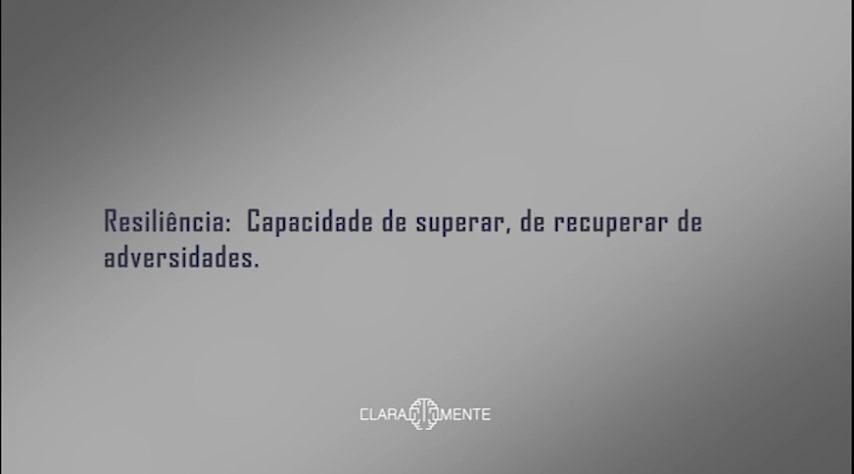 Resiliência: Capacidade de superar, de recuperar de
adversidades.
CLARAMENTE